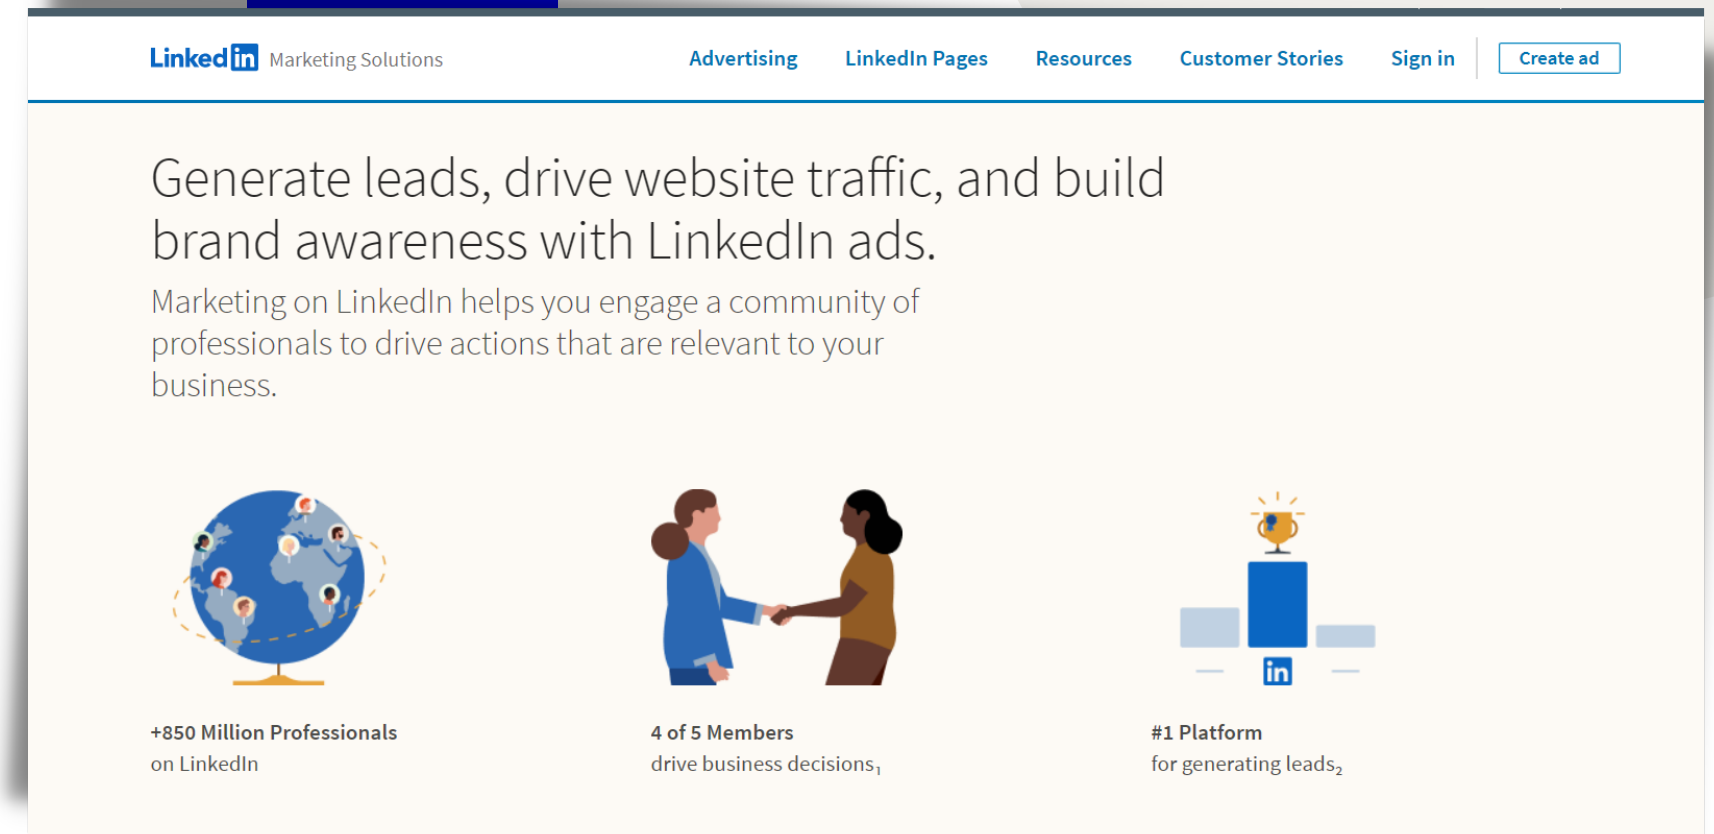 Linked in Marketing Solutions
Advertising LinkedIn Pages Resources Customer Stories Sign in Create ad
Generate leads, drive website traffic, and build
brand awareness with LinkedIn ads.
Marketing on LinkedIn helps you engage a community of
professionals to drive actions that are relevant to your
business.
in
+850 Million Professionals
on LinkedIn
4 of 5 Members
drive business decisions1
#1 Platform
for generating leads2